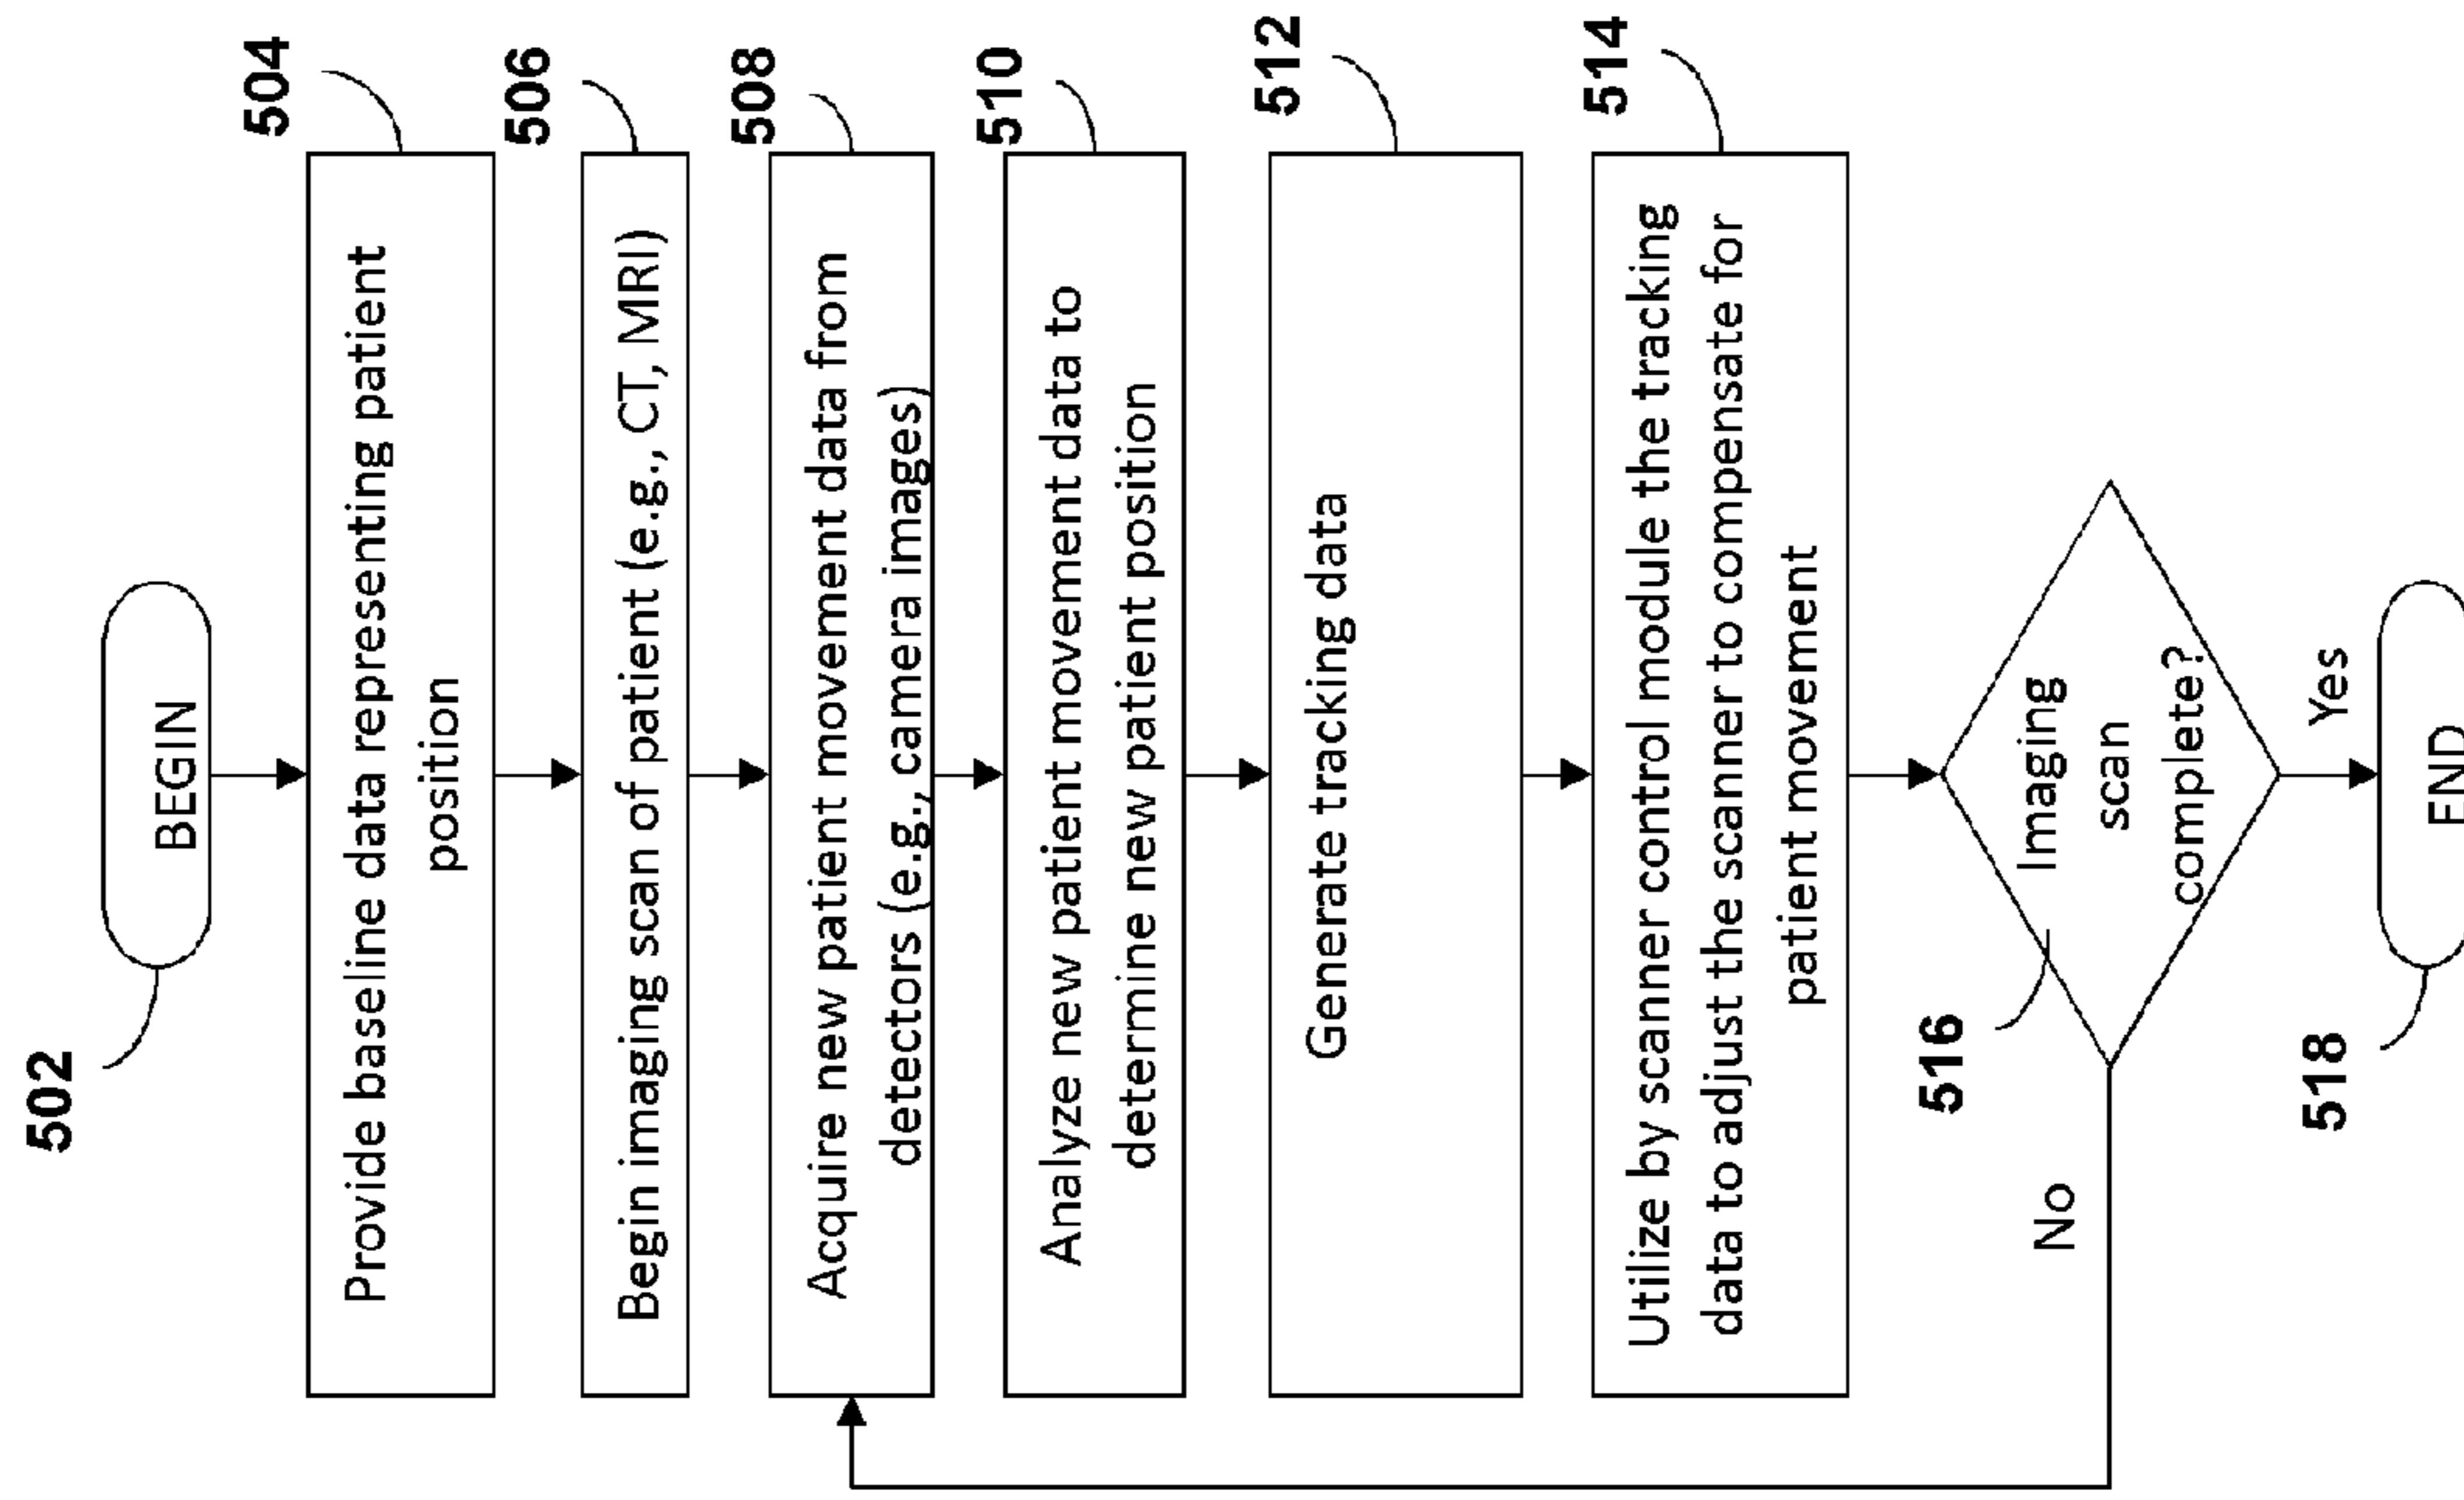 502
BEGIN
504
Provide baseline data representing patient
position
506
Begin imaging scan of patient (e.g., CT, MRI)
508
Acquire new patient movement data from
detectors (e.g., camera images)
510
Analyze new patient movement data to
determine new patient position
512
Generate tracking data
514
Utilize by scanner control module the tracking
data to adjust the scanner to compensate for
patient movement
516
Imaging
scan
complete?
No
Yes
518
END